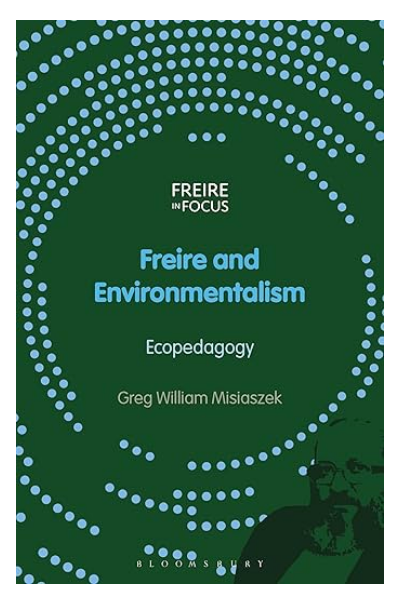 FREIRE
IN FOCUS
Freire and
Environmentalism
Ecopedagogy
Greg William Misiaszek
BLOOMSBURY